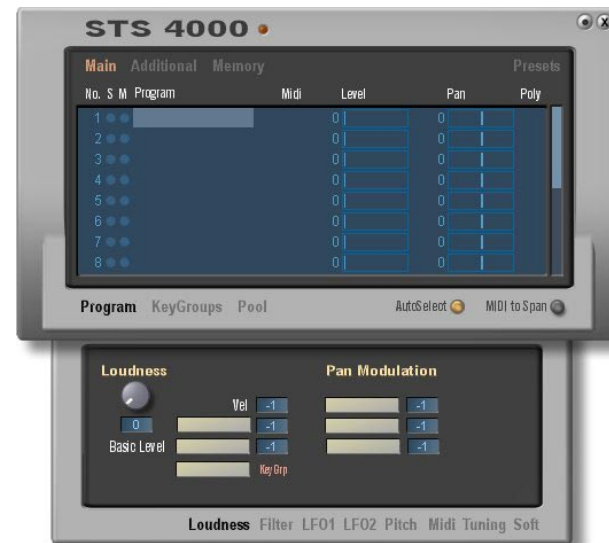 STS 4000
Main Additional Memory Presets
No. S M Program Midi Level Pan Poly
1 0 0
2 0 0
3 0 0
4 0 0
5 0 0
6 0 0
7 0 0
8 0 0
Program KeyGroups Pool AutoSelect MIDI to Span
Loudness Pan Modulation
Vel -1 -1
0 -1 -1
Basic Level -1 -1
Key Grp
Loudness Filter LFO1 LFO2 Pitch Midi Tuning Soft